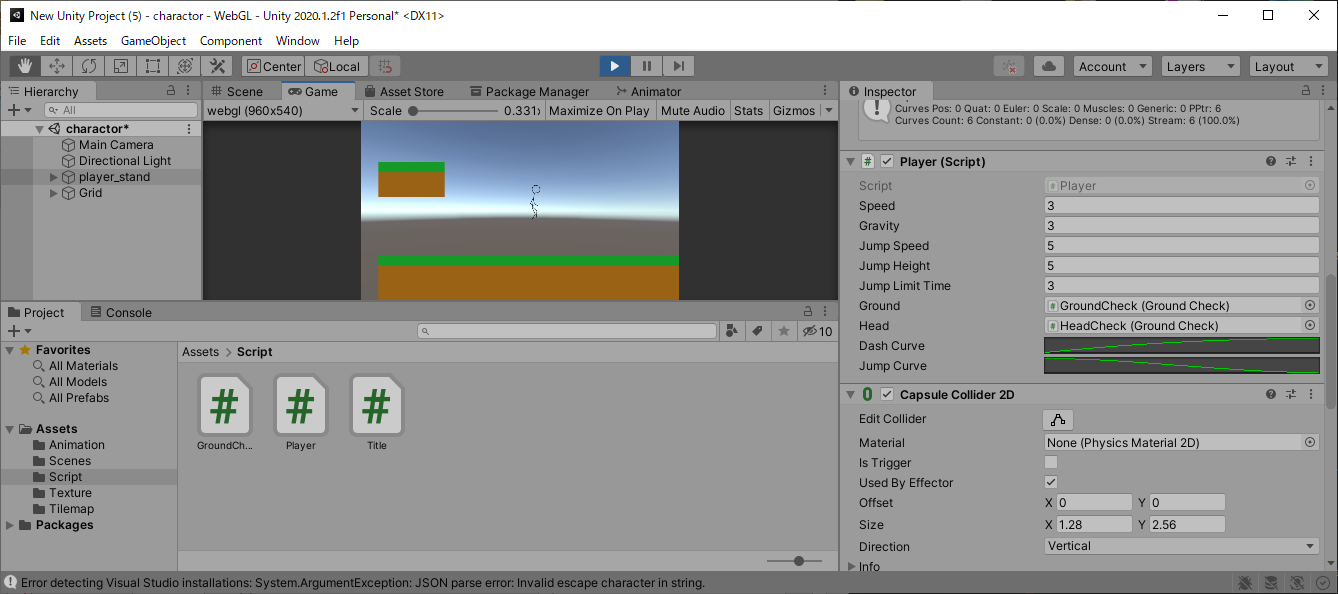 New Unity Project (5) - charactor - WebGL - Unity 2020.1.2f1 Personal* <DX11>
File Edit Assets GameObject Component Window Help
Center Local Account Layers Layout
Hierarchy
All
charactor*
Main Camera
Directional Light
player_stand
Grid
Scene Game Asset Store Package Manager Animator
webgl (960x540) Scale 0.331x Maximize On Play Mute Audio Stats Gizmos
Project Console
10
Favorites
All Materials
All Models
All Prefabs
Assets
Animation
Scenes
Script
Texture
Tilemap
Packages
Assets > Script
GroundCh...
Player
Title
Inspector
Curves Pos: 0 Quat: 0 Euler: 0 Scale: 0 Muscles: 0 Generic: 0 PPtr: 6
Curves Count: 6 Constant: 0 (0.0%) Dense: 0 (0.0%) Stream: 6 (100.0%)
# Player (Script)
Script # Player
Speed 3
Gravity 3
Jump Speed 5
Jump Height 5
Jump Limit Time 3
Ground # GroundCheck (Ground Check)
Head # HeadCheck (Ground Check)
Dash Curve
Jump Curve
Capsule Collider 2D
Edit Collider
Material None (Physics Material 2D)
Is Trigger
Used By Effector
Offset X 0 Y 0
Size X 1.28 Y 2.56
Direction Vertical
Info
Error detecting Visual Studio installations: System.ArgumentException: JSON parse error: Invalid escape character in string.